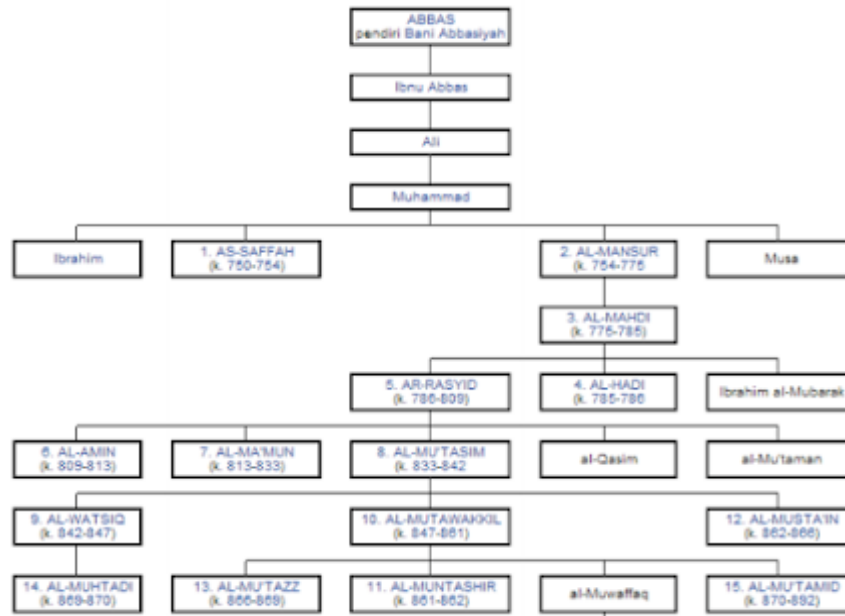 ABBAS
pendiri Bani Abbasiyah
Ibnu Abbas
Ali
Muhammad
Ibrahim
1. AS-SAFFAH
(k. 750-754)
2. AL-MANSUR
(k. 754-775
Musa
3. AL-MAHDI
(k. 775-785)
5. AR-RASYID
(k. 786-809)
4. AL-HADI
(k. 785-786
Ibrahim al-Mubarak
6. AL-AMIN
(k. 809-813)
7. AL-MA'MUN
(k. 813-833)
8. AL-MU'TASIM
(k. 833-842
al-Qasim
al-Mu'taman
9. AL-WATSIQ
(k. 842-847)
10. AL-MUTAWAKKIL
(k. 847-861)
12. AL-MUSTA'IN
(k. 862-866)
14. AL-MUHTADI
(k. 869-870)
13. AL-MU'TAZZ
(k. 866-869)
11. AL-MUNTASHIR
(k. 861-862)
al-Muwaffaq
15. AL-MU'TAMID
(k. 870-892)